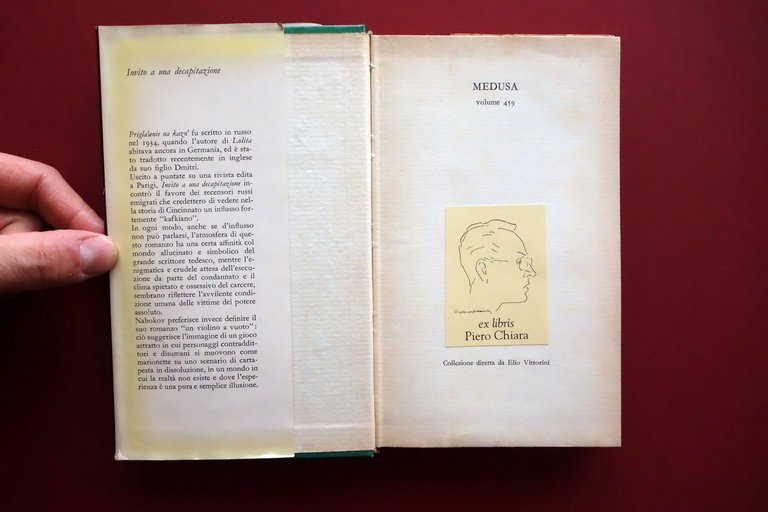 Invito a una decapitazione
Priglašenie na kazn' fu scritto in russo
nel 1934, quando l'autore di Lolita
abitava ancora in Germania, ed è sta-
to tradotto recentemente in inglese
da suo figlio Dmitri.
Uscito a puntate su una rivista edita
a Parigi, Invito a una decapitazione in-
contrò il favore dei recensori russi
emigrati che credettero di vedere nel-
la storia di Cincinnato un influsso for-
temente "kafkiano".
In ogni modo, anche se d'influsso
non può parlarsi, l'atmosfera di que-
sto romanzo ha una certa affinità col
mondo allucinato e simbolico del
grande scrittore tedesco, mentre l'e-
nigmatica e crudele attesa dell'esecu-
zione da parte del condannato e il
clima spietato e ossessivo del carcere,
sembrano riflettere l'avvilente condi-
zione umana delle vittime del potere
assoluto.
Nabokov preferisce invece definire il
suo romanzo "un violino a vuoto":
ciò suggerisce l'immagine di un gioco
astratto in cui personaggi contraddit-
tori e disumani si muovono come
marionette su uno scenario di carta-
pesta in dissoluzione, in un mondo in
cui la realtà non esiste e dove l'espe-
rienza è una pura e semplice illusione.
MEDUSA
volume 459
ex libris
Piero Chiara
Collezione diretta da Elio Vittorini